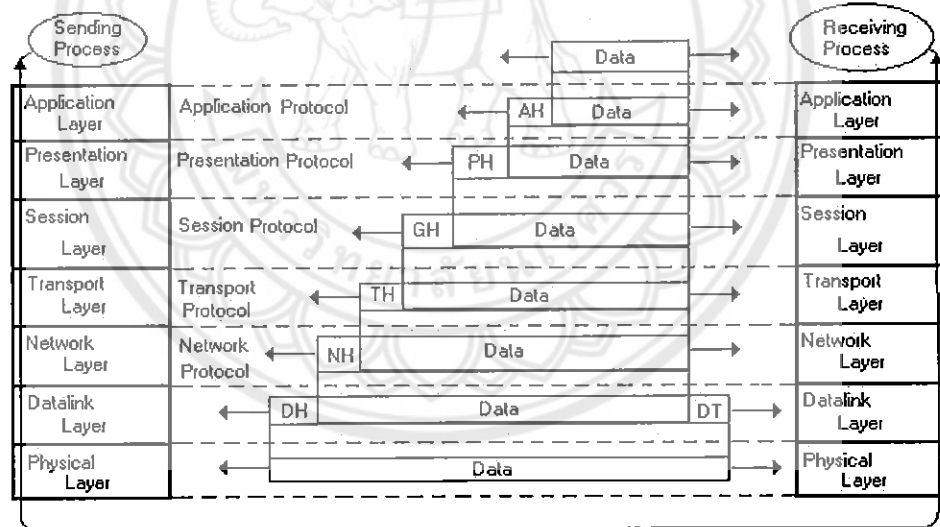 Sending
Process
Receiving
Process
Data
Application
Layer
Application Protocol
AH
Data
Application
Layer
Presentation
Layer
Presentation Protocol
PH
Data
Presentation
Layer
Session
Layer
Session Protocol
GH
Data
Session
Layer
Transport
Layer
Transport
Protocol
TH
Data
Transport
Layer
Network
Layer
Network
Protocol
NH
Data
Network
Layer
Datalink
Layer
DH
Data
DT
Datalink
Layer
Physical
Layer
Data
Physical
Layer